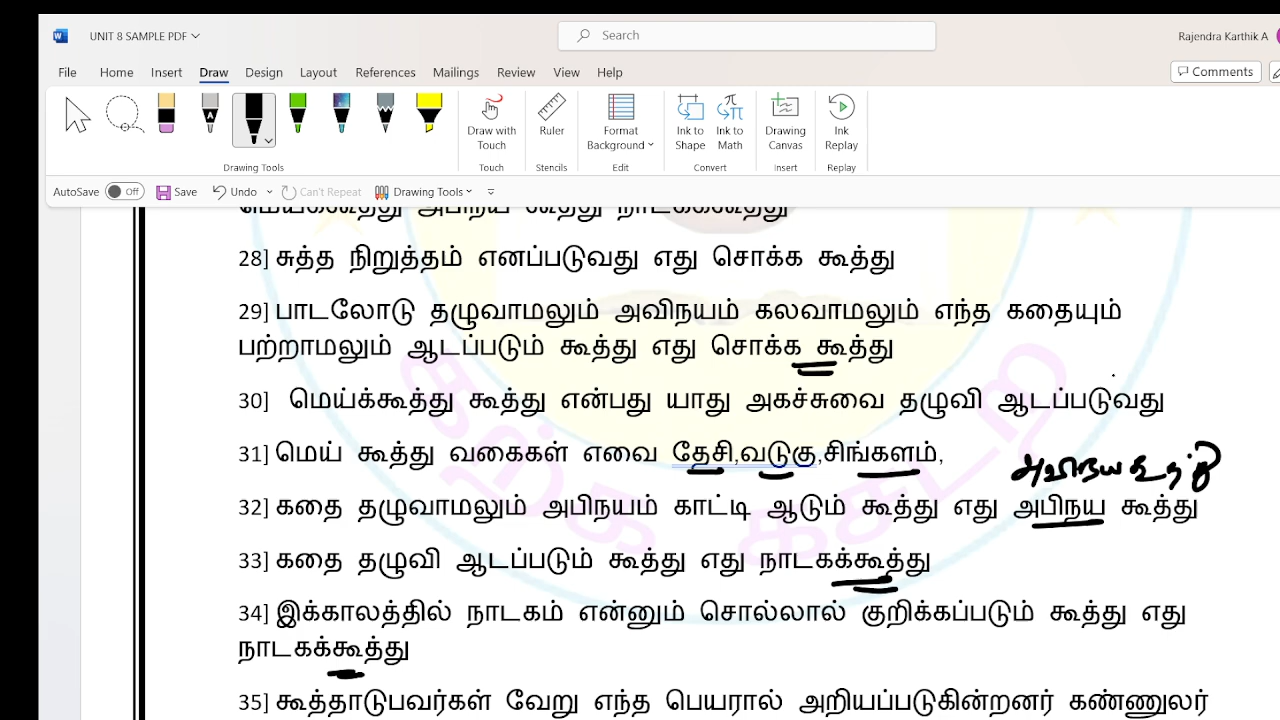 UNIT 8 SAMPLE PDF
Search
Rajendra Karthik A
File Home Insert Draw Design Layout References Mailings Review View Help
Comments
Draw with Touch
Ruler
Format Background
Ink to Shape
Ink to Math
Drawing Canvas
Ink Replay
Drawing Tools Touch Stencils Edit Convert Insert Replay
AutoSave Off Save Undo Can't Repeat Drawing Tools
மெய்க்கூத்து அபிநய கூத்து நாடகக்கூத்து
28] சுத்த நிறுத்தம் எனப்படுவது எது சொக்க கூத்து
29] பாடலோடு தழுவாமலும் அவிநயம் கலவாமலும் எந்த கதையும்
பற்றாமலும் ஆடப்படும் கூத்து எது சொக்க கூத்து
30] மெய்க்கூத்து கூத்து என்பது யாது அகச்சுவை தழுவி ஆடப்படுவது
31] மெய் கூத்து வகைகள் எவை தேசி,வடுகு,சிங்களம்,
அவிநய கூத்து
32] கதை தழுவாமலும் அபிநயம் காட்டி ஆடும் கூத்து எது அபிநய கூத்து
33] கதை தழுவி ஆடப்படும் கூத்து எது நாடகக்கூத்து
34] இக்காலத்தில் நாடகம் என்னும் சொல்லால் குறிக்கப்படும் கூத்து எது
நாடகக்கூத்து
35] கூத்தாடுபவர்கள் வேறு எந்த பெயரால் அறியப்படுகின்றனர் கண்ணுலர்